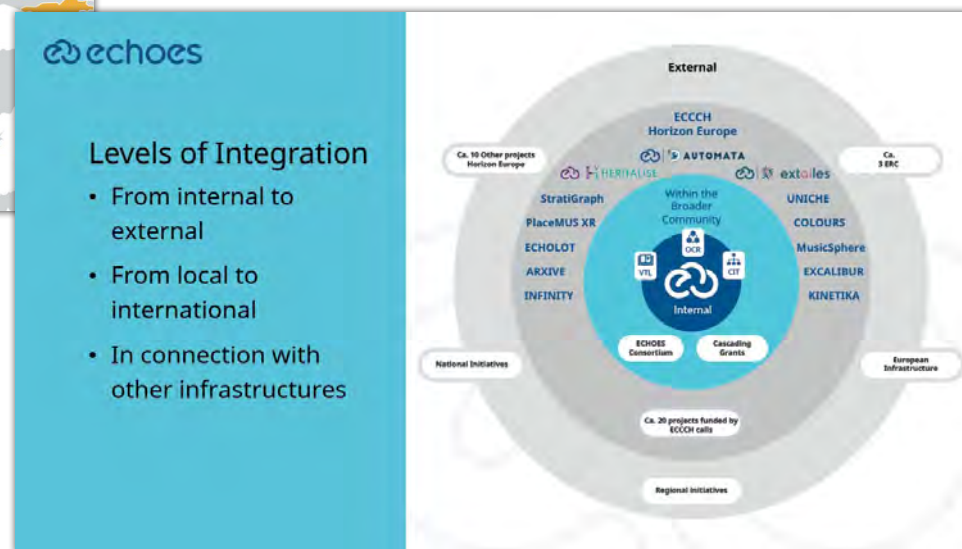 echoes
Levels of Integration
• From internal to
external
• From local to
international
• In connection with
other infrastructures
External
ECCCH
Horizon Europe
Ca. 10 Other projects
Horizon Europe
Ca.
3 ERC
AUTOMATA
HERITALISE
extailes
StratiGraph
PlaceMUS XR
ECHOLOT
ARXIVE
INFINITY
Within the
Broader
Community
UNICHE
COLOURS
MusicSphere
EXCALIBUR
KINETIKA
OCR
VTL
CIT
Internal
ECHOES
Consortium
Cascading
Grants
National Initiatives
European
Infrastructure
Ca. 20 projects funded by
ECCCH calls
Regional Initiatives